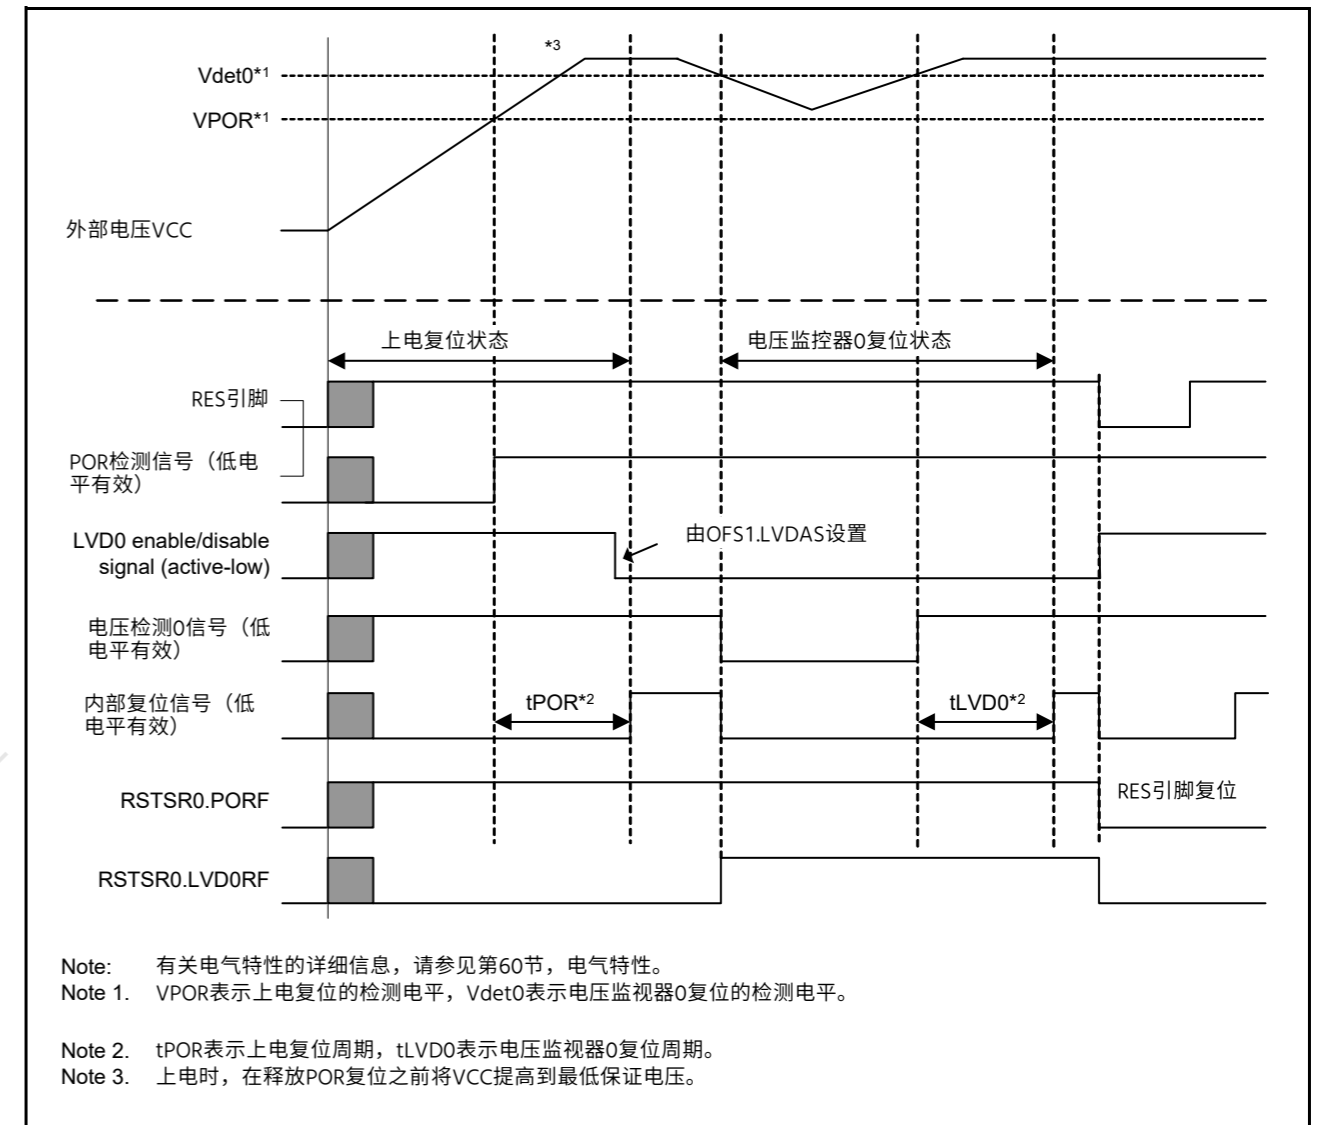 *3
Vdet0*1
VPOR*1
外部电压VCC
上电复位状态
电压监控器0复位状态
RES引脚
POR检测信号（低电
平有效）
由OFS1.LVDAS设置
LVD0 enable/disable
signal (active-low)
电压检测0信号（低
电平有效）
内部复位信号（低
电平有效）
tPOR*2
tLVD0*2
RSTSR0.PORF
RES引脚复位
RSTSR0.LVD0RF
Note: 有关电气特性的详细信息，请参见第60节，电气特性。
Note 1. VPOR表示上电复位的检测电平，Vdet0表示电压监视器0复位的检测电平。
Note 2. tPOR表示上电复位周期，tLVD0表示电压监视器0复位周期。
Note 3. 上电时，在释放POR复位之前将VCC提高到最低保证电压。